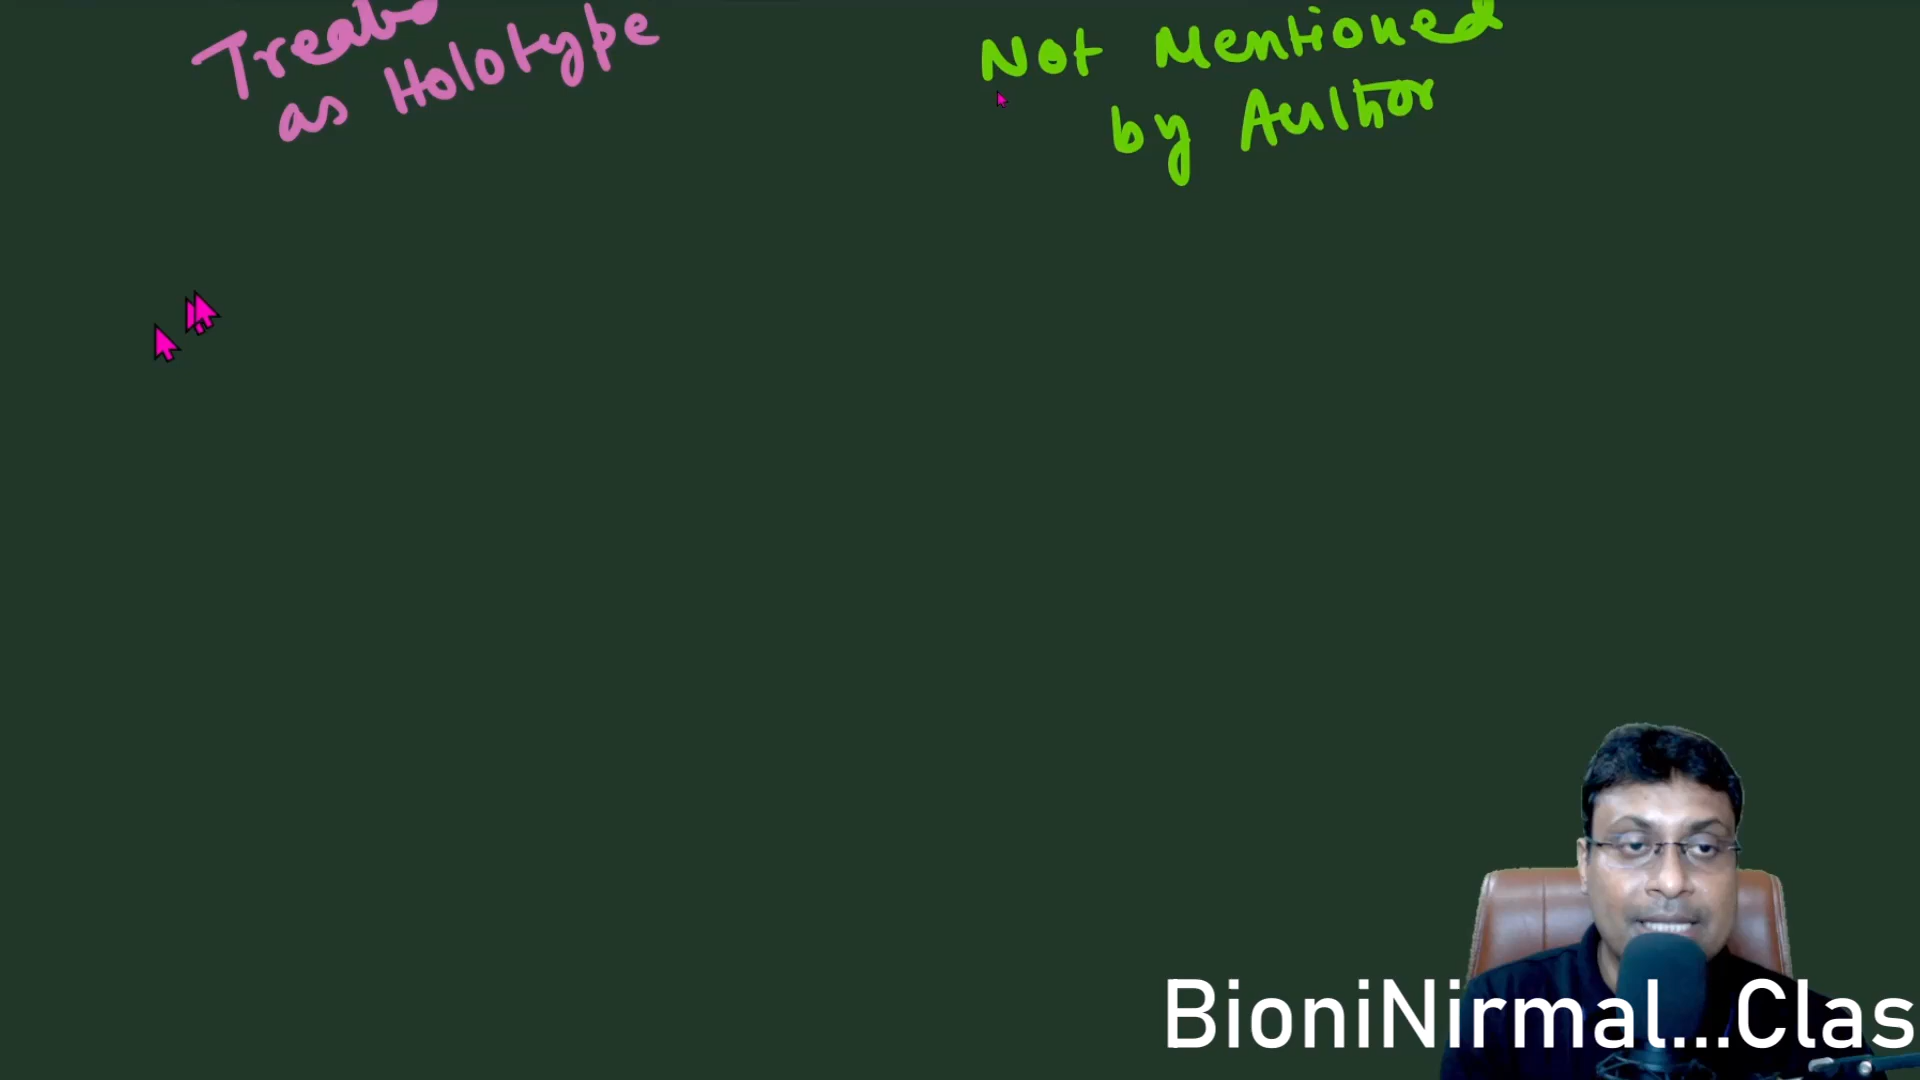 as Holotype
Not Mentioned
by Author
BioniNirmal...Clas